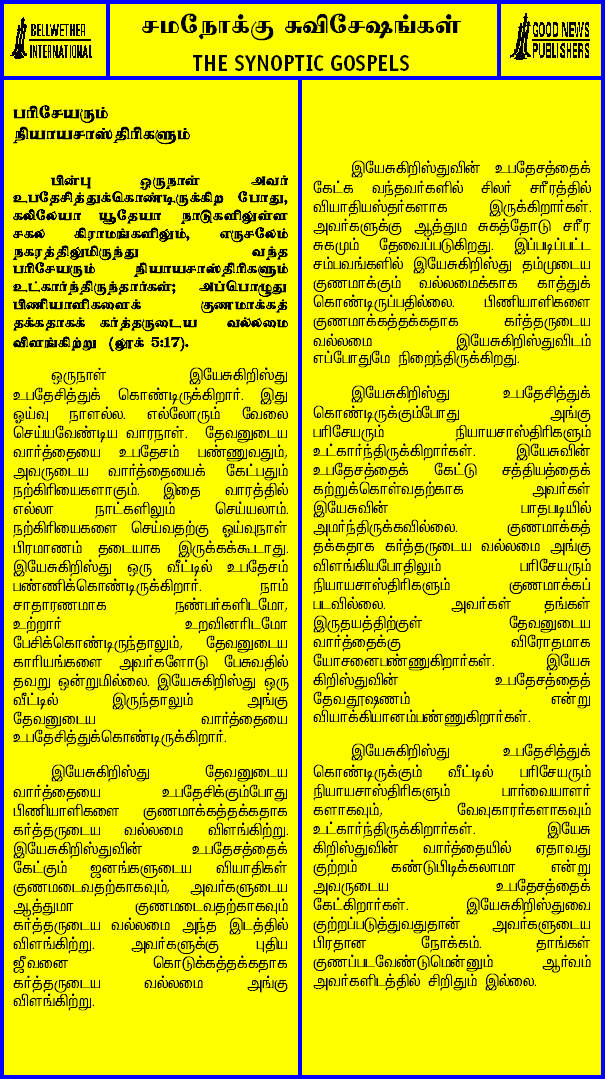 BELLWETHER
INTERNATIONAL
சமநோக்கு சுவிசேஷங்கள்
THE SYNOPTIC GOSPELS
GOOD NEWS
PUBLISHERS
பரிசேயரும்
நியாயசாஸ்திரிகளும்
பின்பு ஒருநாள் அவர்
உபதேசித்துக்கொண்டிருக்கிற போது,
கலிலேயா யூதேயா நாடுகளிலுள்ள
சகல கிராமங்களிலும், எருசலேம்
நகரத்திலுமிருந்து வந்த
பரிசேயரும் நியாயசாஸ்திரிகளும்
உட்கார்ந்திருந்தார்கள்; அப்பொழுது
பிணியாளிகளைக் குணமாக்கத்
தக்கதாகக் கர்த்தருடைய வல்லமை
விளங்கிற்று (லூக் 5:17).
ஒருநாள் இயேசுகிறிஸ்து
உபதேசித்துக் கொண்டிருக்கிறார். இது
ஓய்வு நாளல்ல. எல்லோரும் வேலை
செய்யவேண்டிய வாரநாள். தேவனுடைய
வார்த்தையை உபதேசம் பண்ணுவதும்,
அவருடைய வார்த்தையைக் கேட்பதும்
நற்கிரியைகளாகும். இதை வாரத்தில்
எல்லா நாட்களிலும் செய்யலாம்.
நற்கிரியைகளை செய்வதற்கு ஓய்வுநாள்
பிரமாணம் தடையாக இருக்கக்கூடாது.
இயேசுகிறிஸ்து ஒரு வீட்டில் உபதேசம்
பண்ணிக்கொண்டிருக்கிறார். நாம்
சாதாரணமாக நண்பர்களிடமோ,
உற்றார் உறவினரிடமோ
பேசிக்கொண்டிருந்தாலும், தேவனுடைய
காரியங்களை அவர்களோடு பேசுவதில்
தவறு ஒன்றுமில்லை. இயேசுகிறிஸ்து ஒரு
வீட்டில் இருந்தாலும் அங்கு
தேவனுடைய வார்த்தையை
உபதேசித்துக்கொண்டிருக்கிறார்.
இயேசுகிறிஸ்து தேவனுடைய
வார்த்தையை உபதேசிக்கும்போது
பிணியாளிகளை குணமாக்கத்தக்கதாக
கர்த்தருடைய வல்லமை விளங்கிற்று.
இயேசுகிறிஸ்துவின் உபதேசத்தைக்
கேட்கும் ஜனங்களுடைய வியாதிகள்
குணமடைவதற்காகவும், அவர்களுடைய
ஆத்துமா குணமடைவதற்காகவும்
கர்த்தருடைய வல்லமை அந்த இடத்தில்
விளங்கிற்று. அவர்களுக்கு புதிய
ஜீவனை கொடுக்கத்தக்கதாக
கர்த்தருடைய வல்லமை அங்கு
விளங்கிற்று.
இயேசுகிறிஸ்துவின் உபதேசத்தைக்
கேட்க வந்தவர்களில் சிலர் சரீரத்தில்
வியாதியஸ்தர்களாக இருக்கிறார்கள்.
அவர்களுக்கு ஆத்தும சுகத்தோடு சரீர
சுகமும் தேவைப்படுகிறது. இப்படிப்பட்ட
சம்பவங்களில் இயேசுகிறிஸ்து தம்முடைய
குணமாக்கும் வல்லமைக்காக காத்துக்
கொண்டிருப்பதில்லை. பிணியாளிகளை
குணமாக்கத்தக்கதாக கர்த்தருடைய
வல்லமை இயேசுகிறிஸ்துவிடம்
எப்போதுமே நிறைந்திருக்கிறது.
இயேசுகிறிஸ்து உபதேசித்துக்
கொண்டிருக்கும்போது அங்கு
பரிசேயரும் நியாயசாஸ்திரிகளும்
உட்கார்ந்திருக்கிறார்கள். இயேசுவின்
உபதேசத்தைக் கேட்டு சத்தியத்தைக்
கற்றுக்கொள்வதற்காக அவர்கள்
இயேசுவின் பாதபடியில்
அமர்ந்திருக்கவில்லை. குணமாக்கத்
தக்கதாக கர்த்தருடைய வல்லமை அங்கு
விளங்கியபோதிலும் பரிசேயரும்
நியாயசாஸ்திரிகளும் குணமாக்கப்
படவில்லை. அவர்கள் தங்கள்
இருதயத்திற்குள் தேவனுடைய
வார்த்தைக்கு விரோதமாக
யோசனைபண்ணுகிறார்கள். இயேசு
கிறிஸ்துவின் உபதேசத்தைத்
தேவதூஷணம் என்று
வியாக்கியானம்பண்ணுகிறார்கள்.
இயேசுகிறிஸ்து உபதேசித்துக்
கொண்டிருக்கும் வீட்டில் பரிசேயரும்
நியாயசாஸ்திரிகளும் பார்வையாளர்
களாகவும், வேவுகாரர்களாகவும்
உட்கார்ந்திருக்கிறார்கள். இயேசு
கிறிஸ்துவின் வார்த்தையில் ஏதாவது
குற்றம் கண்டுபிடிக்கலாமா என்று
அவருடைய உபதேசத்தைக்
கேட்கிறார்கள். இயேசுகிறிஸ்துவை
குற்றப்படுத்துவதுதான் அவர்களுடைய
பிரதான நோக்கம். தாங்கள்
குணப்படவேண்டுமென்னும் ஆர்வம்
அவர்களிடத்தில் சிறிதும் இல்லை.